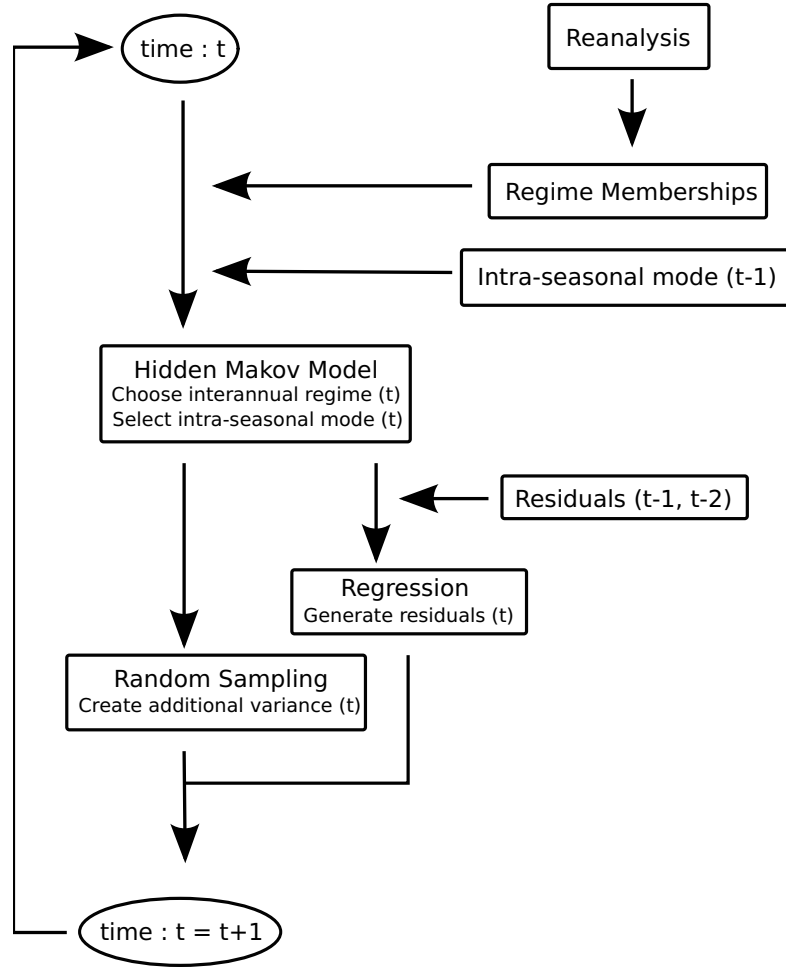 time : t
Reanalysis
Regime Memberships
Intra-seasonal mode (t-1)
Hidden Makov Model
Choose interannual regime (t)
Select intra-seasonal mode (t)
Residuals (t-1, t-2)
Regression
Generate residuals (t)
Random Sampling
Create additional variance (t)
time : t = t+1